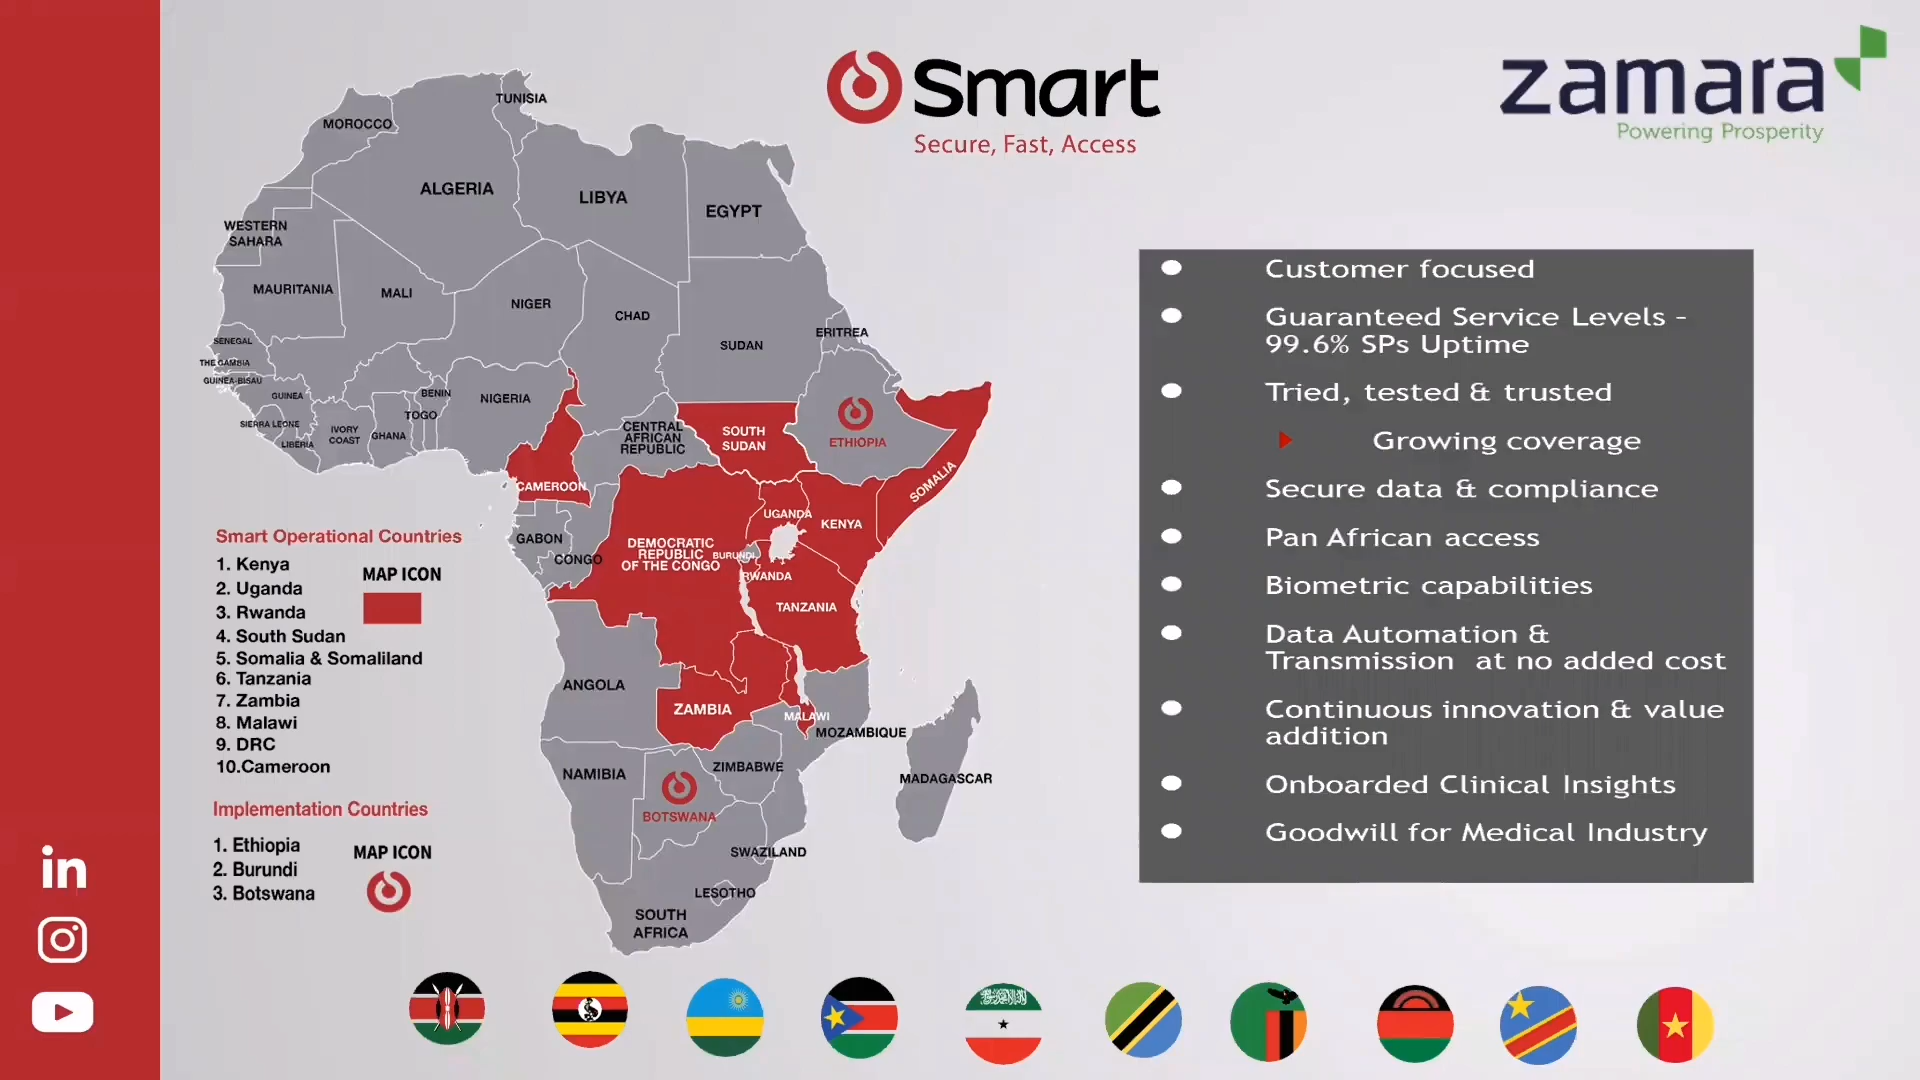 Smart
Secure, Fast, Access
zamara
Powering Prosperity
TUNISIA
MOROCCO
ALGERIA
LIBYA
EGYPT
WESTERN
SAHARA
MAURITANIA
MALI
NIGER
CHAD
SUDAN
ERITREA
SENEGAL
THE GAMBIA
GUINEA-BISAU
GUINEA
SIERRA LEONE
LIBERIA
IVORY
COAST
GHANA
TOGO
BENIN
NIGERIA
CENTRAL
AFRICAN
REPUBLIC
SOUTH
SUDAN
ETHIOPIA
SOMALIA
CAMEROON
UGANDA
KENYA
GABON
CONGO
DEMOCRATIC
REPUBLIC
OF THE CONGO
BURUNDI
RWANDA
TANZANIA
ANGOLA
ZAMBIA
MALAWI
MOZAMBIQUE
ZIMBABWE
NAMIBIA
BOTSWANA
MADAGASCAR
SWAZILAND
LESOTHO
SOUTH
AFRICA
Smart Operational Countries
1. Kenya
2. Uganda
3. Rwanda
4. South Sudan
5. Somalia & Somaliland
6. Tanzania
7. Zambia
8. Malawi
9. DRC
10.Cameroon
MAP ICON
Implementation Countries
1. Ethiopia
2. Burundi
3. Botswana
MAP ICON
Customer focused
Guaranteed Service Levels -
99.6% SPs Uptime
Tried, tested & trusted
Growing coverage
Secure data & compliance
Pan African access
Biometric capabilities
Data Automation &
Transmission at no added cost
Continuous innovation & value
addition
Onboarded Clinical Insights
Goodwill for Medical Industry
in